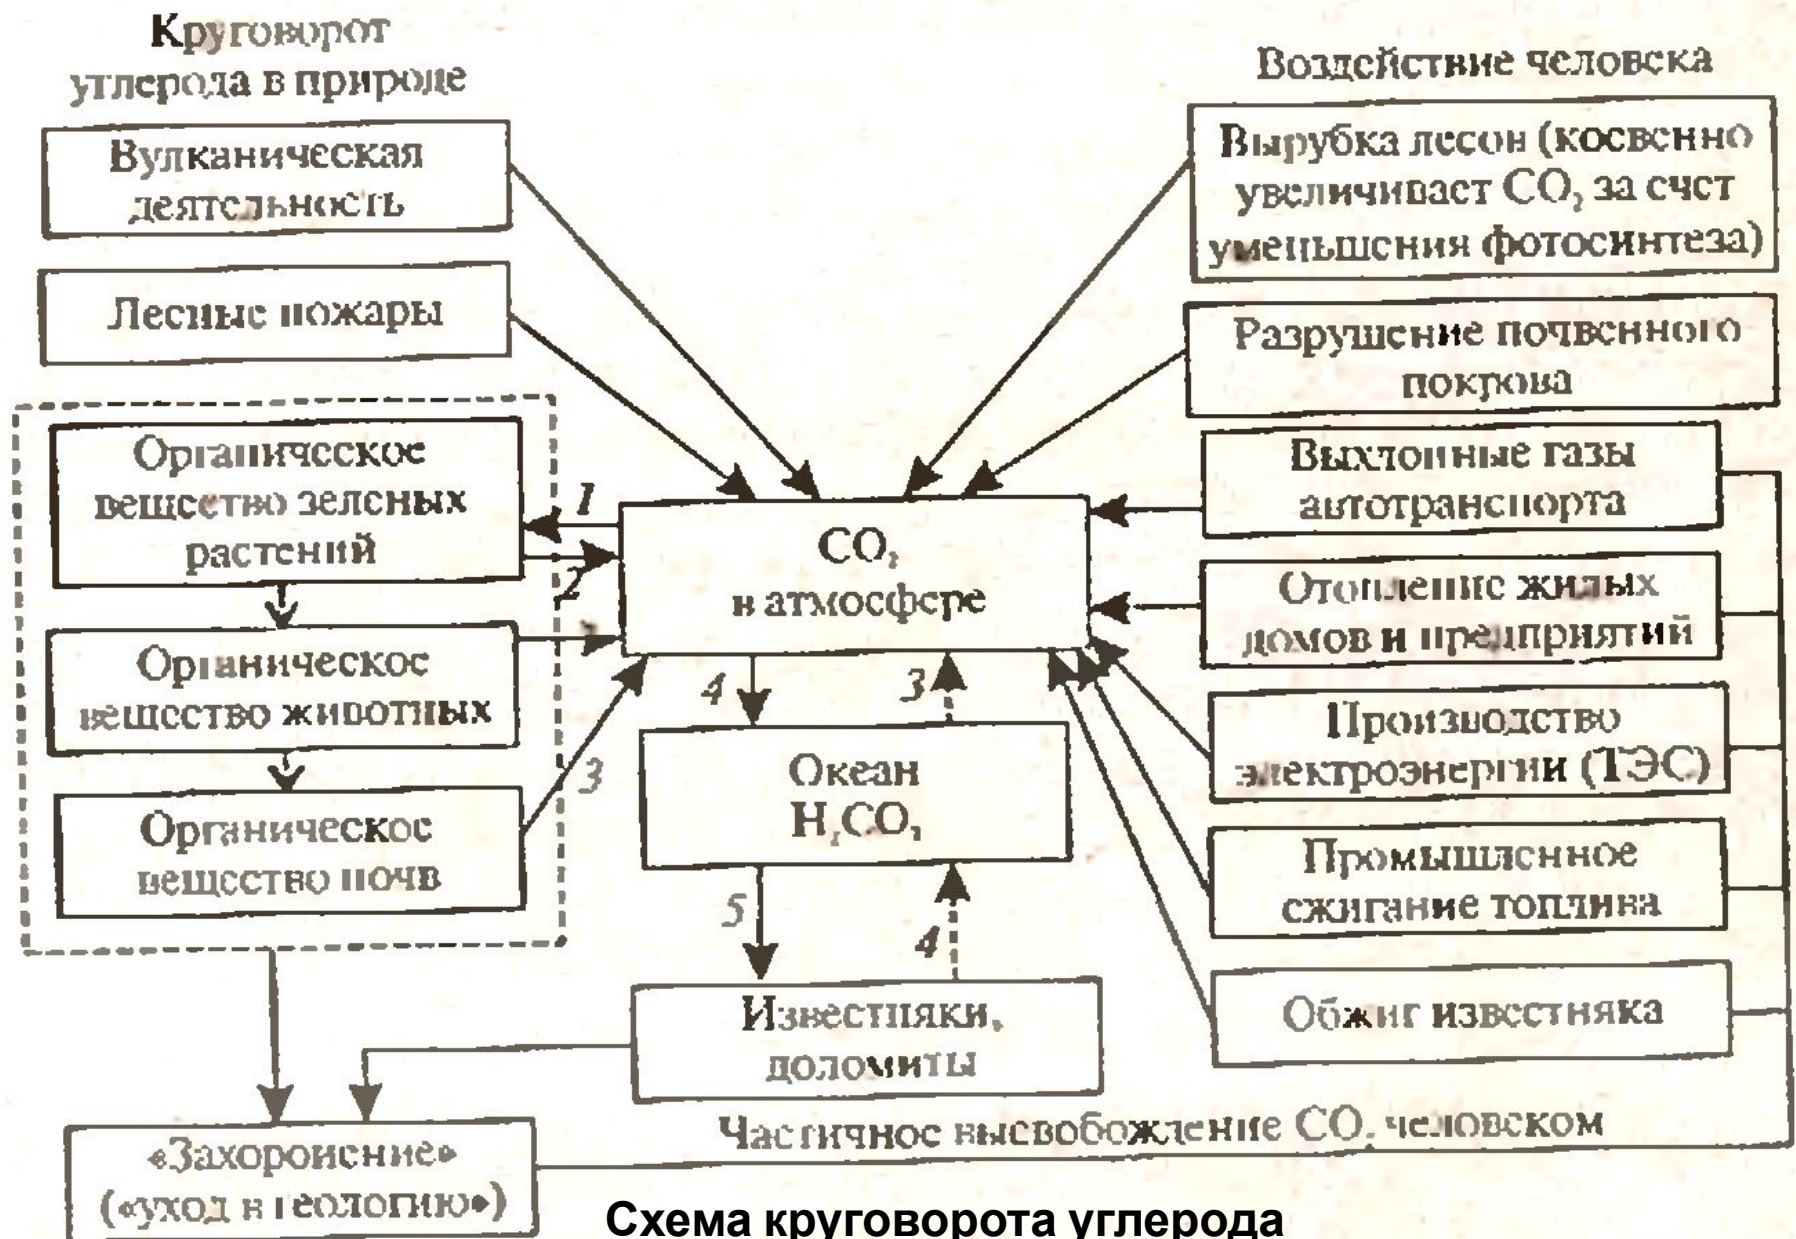 Круговорот
углерода в природе
Воздействие человека
Вулканическая
деятельность
Лесные пожары
Органическое
вещество зеленых
растений
Органическое
вещество животных
Органическое
вещество почв
1
2
3
CO₂
в атмосфере
4
3
Океан
H₂CO₃
5
4
Известняки,
доломиты
Вырубка лесов (косвенно
увеличивает CO₂ за счет
уменьшения фотосинтеза)
Разрушение почвенного
покрова
Выхлопные газы
автотранспорта
Отопление жилых
домов и предприятий
Производство
электроэнергии (ТЭС)
Промышленное
сжигание топлива
Обжиг известняка
Частичное высвобождение CO₂ человеком
«Захоронение»
(«уход в геологию»)
Схема круговорота углерода